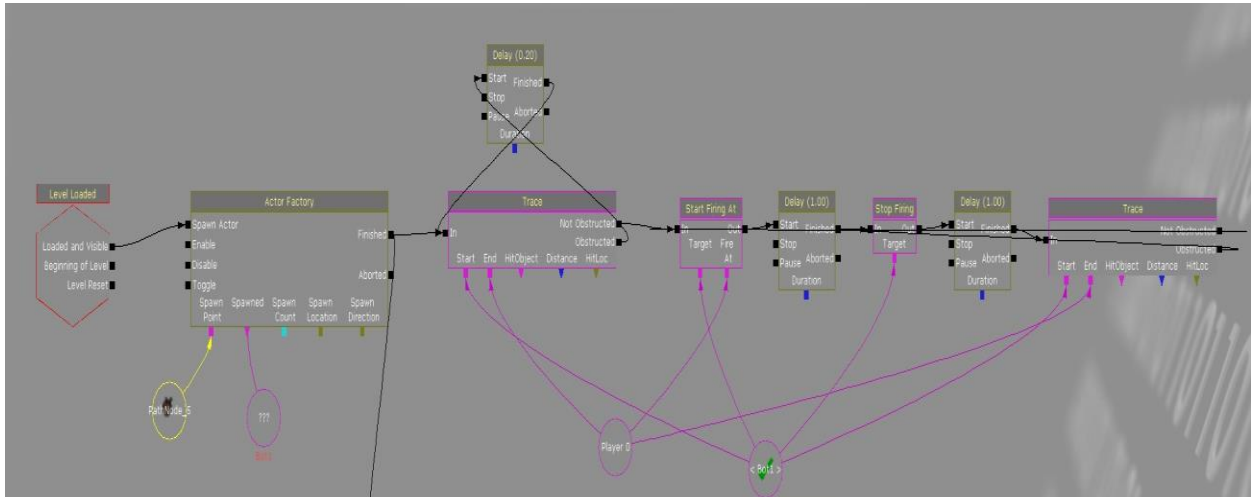 Delay (0.20)
Start
Finished
Stop
Pause
Aborted
Duration
Level Loaded
Loaded and Visible
Beginning of Level
Level Reset
Actor Factory
Spawn Actor
Enable
Disable
Toggle
Finished
Aborted
Spawn Point
Spawned
Spawn Count
Spawn Location
Spawn Direction
PathNode_6
???
Bot1
Trace
In
Not Obstructed
Obstructed
Start
End
HitObject
Distance
HitLoc
Start Firing At
In
Out
Target
Fire At
Delay (1.00)
Start
Finished
Stop
Pause
Aborted
Duration
Stop Firing
In
Out
Target
Delay (1.00)
Start
Finished
Stop
Pause
Aborted
Duration
Trace
In
Not Obstructed
Obstructed
Start
End
HitObject
Distance
HitLoc
Player 0
< Bot1 >